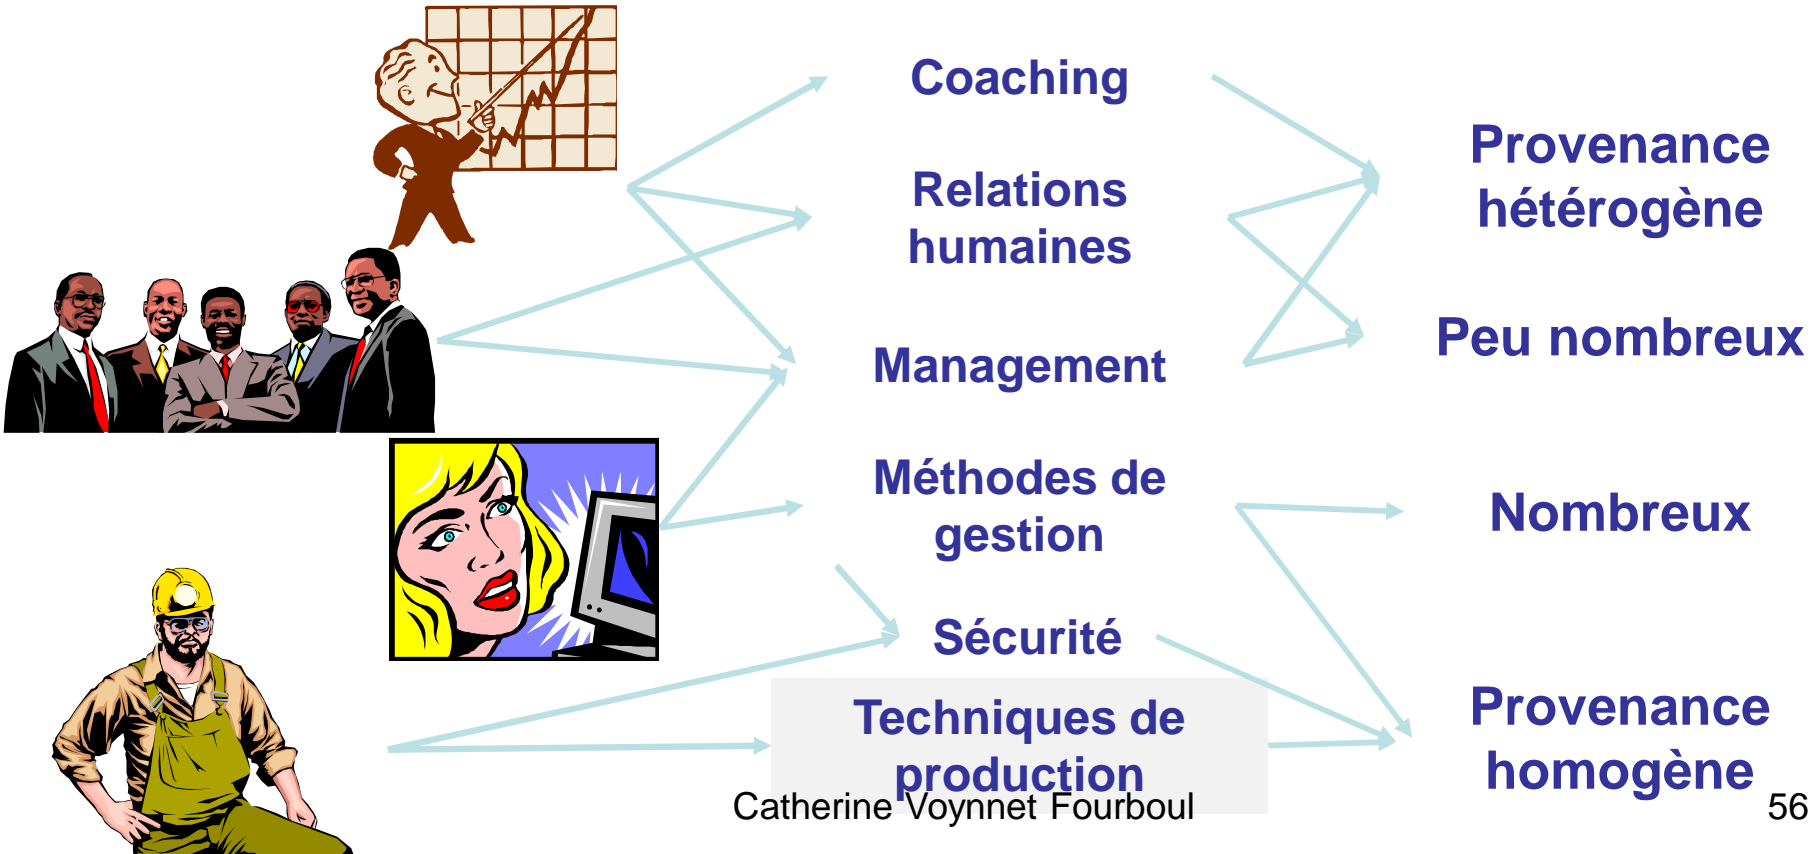 Coaching
Relations
humaines
Management
Méthodes de
gestion
Sécurité
Techniques de
production
Provenance
hétérogène
Peu nombreux
Nombreux
Provenance
homogène
Catherine Voynnet Fourboul
56